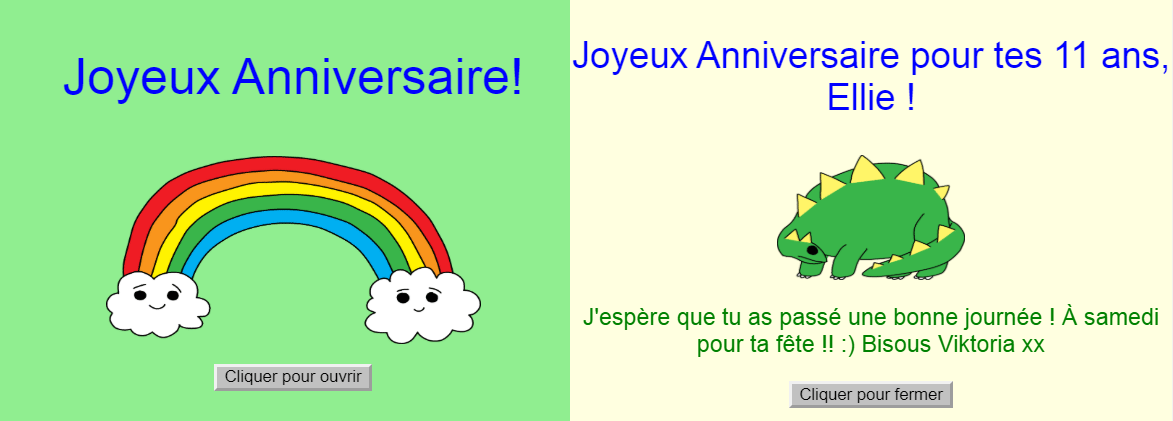 Joyeux Anniversaire!
Cliquer pour ouvrir
Joyeux Anniversaire pour tes 11 ans,
Ellie !
J'espère que tu as passé une bonne journée ! À samedi
pour ta fête !! :) Bisous Viktoria xx
Cliquer pour fermer